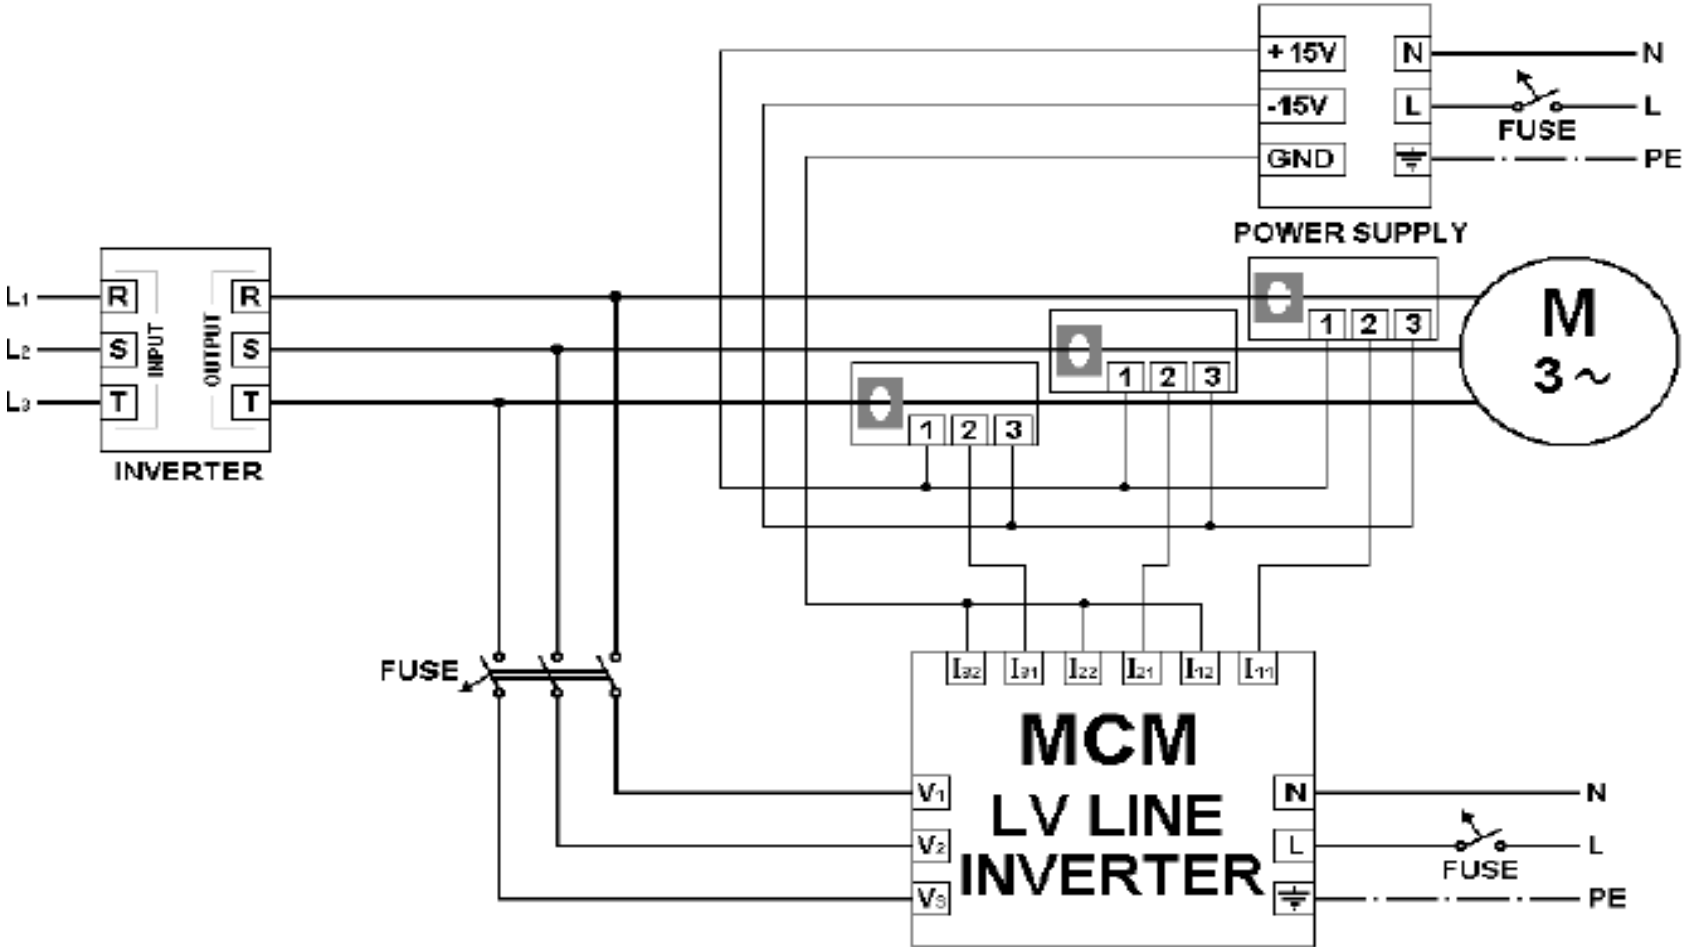 + 15V N N
-15V L L
FUSE
GND PE
POWER SUPPLY
L1 R R
L2 S S
L3 T T
INPUT
OUTPUT
INVERTER
1 2 3
1 2 3
1 2 3
M
3 ~
FUSE
I32 I31 I22 I21 I12 I11
MCM
LV LINE
INVERTER
V1 N N
V2 L L
FUSE
V3 PE